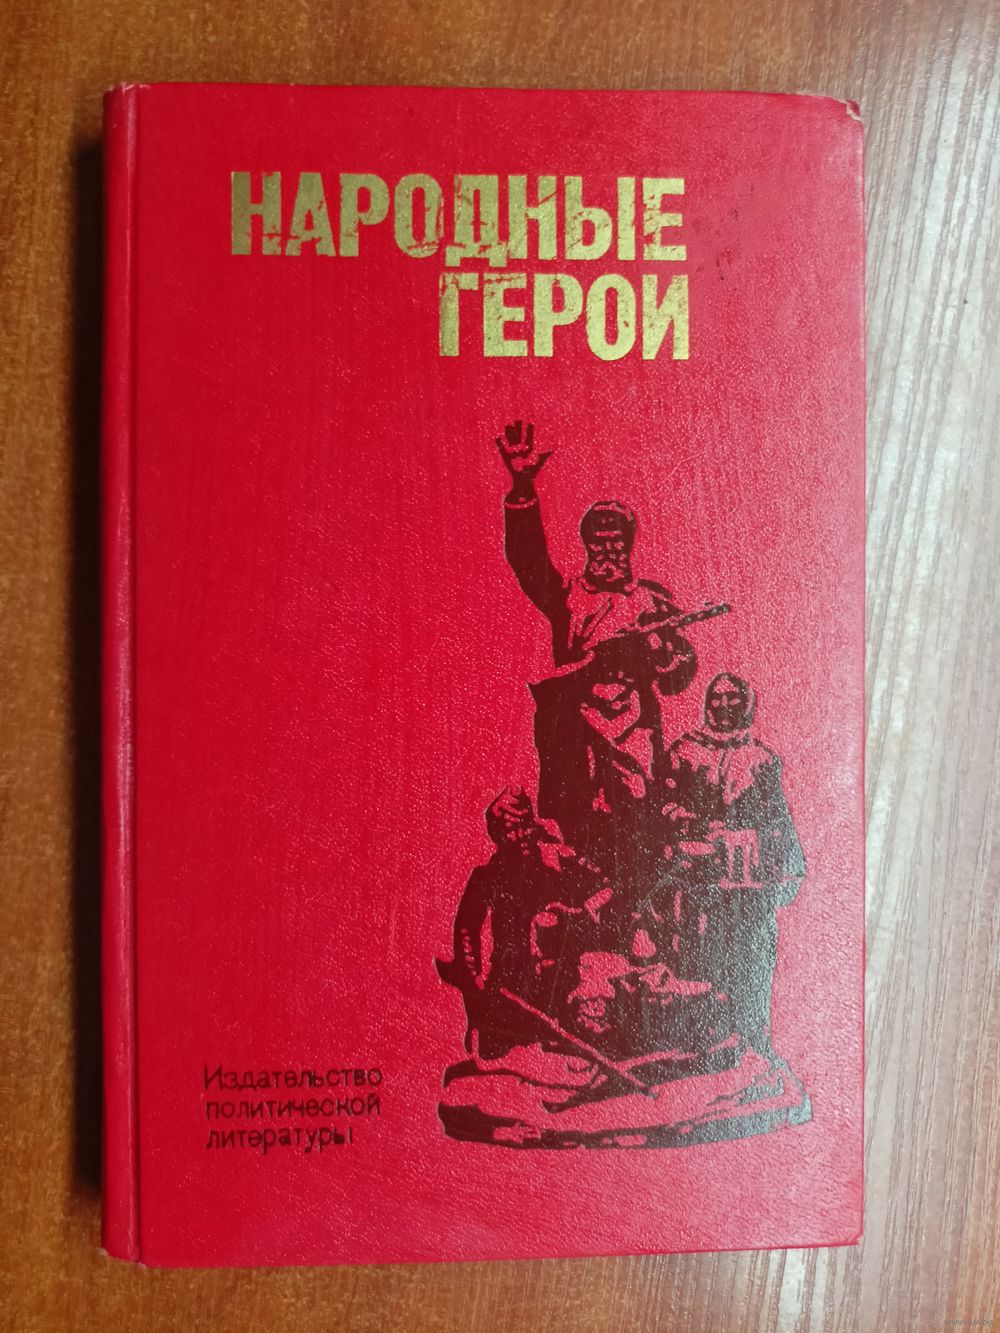 НАРОДНЫЕ
ГЕРОИ
Издательство
политической
литературы